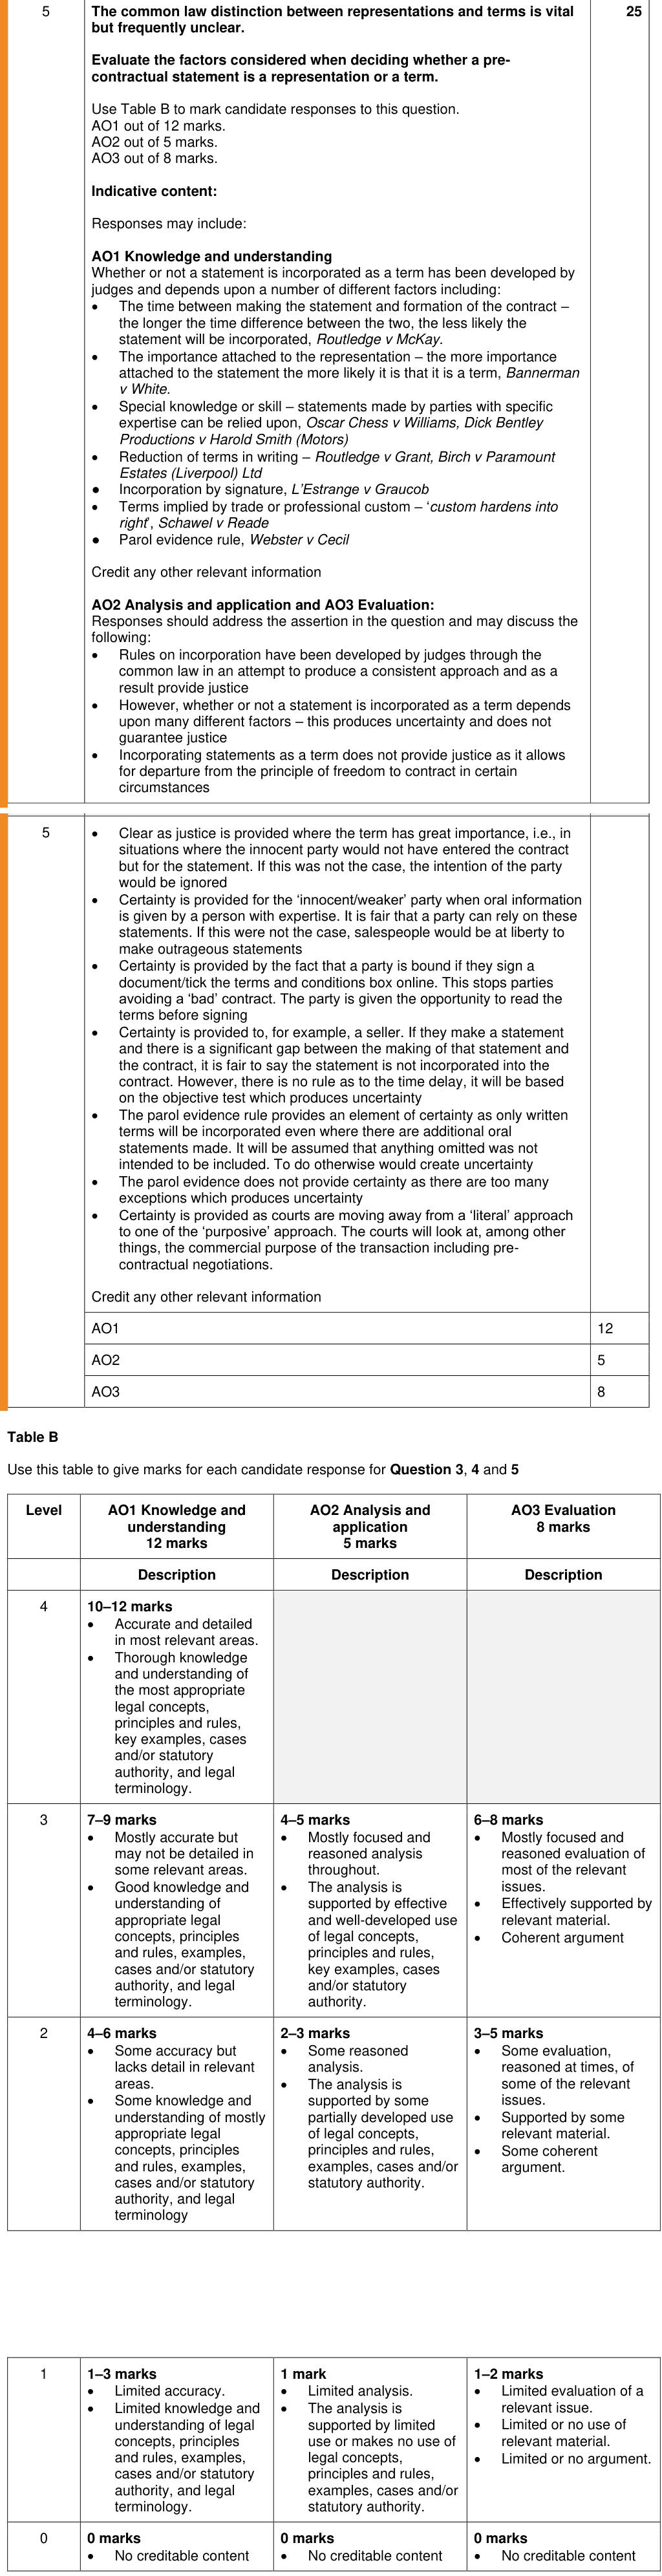 5
The common law distinction between representations and terms is vital
but frequently unclear.
25
Evaluate the factors considered when deciding whether a pre-
contractual statement is a representation or a term.
Use Table B to mark candidate responses to this question.
AO1 out of 12 marks.
AO2 out of 5 marks.
AO3 out of 8 marks.
Indicative content:
Responses may include:
AO1 Knowledge and understanding
Whether or not a statement is incorporated as a term has been developed by
judges and depends upon a number of different factors including:
• The time between making the statement and formation of the contract –
the longer the time difference between the two, the less likely the
statement will be incorporated, Routledge v McKay.
• The importance attached to the representation – the more importance
attached to the statement the more likely it is that it is a term, Bannerman
v White.
• Special knowledge or skill – statements made by parties with specific
expertise can be relied upon, Oscar Chess v Williams, Dick Bentley
Productions v Harold Smith (Motors)
• Reduction of terms in writing – Routledge v Grant, Birch v Paramount
Estates (Liverpool) Ltd
• Incorporation by signature, L'Estrange v Graucob
• Terms implied by trade or professional custom – 'custom hardens into
right', Schawel v Reade
• Parol evidence rule, Webster v Cecil
Credit any other relevant information
AO2 Analysis and application and AO3 Evaluation:
Responses should address the assertion in the question and may discuss the
following:
• Rules on incorporation have been developed by judges through the
common law in an attempt to produce a consistent approach and as a
result provide justice
• However, whether or not a statement is incorporated as a term depends
upon many different factors – this produces uncertainty and does not
guarantee justice
• Incorporating statements as a term does not provide justice as it allows
for departure from the principle of freedom to contract in certain
circumstances
5
• Clear as justice is provided where the term has great importance, i.e., in
situations where the innocent party would not have entered the contract
but for the statement. If this was not the case, the intention of the party
would be ignored
• Certainty is provided for the 'innocent/weaker' party when oral information
is given by a person with expertise. It is fair that a party can rely on these
statements. If this were not the case, salespeople would be at liberty to
make outrageous statements
• Certainty is provided by the fact that a party is bound if they sign a
document/tick the terms and conditions box online. This stops parties
avoiding a 'bad' contract. The party is given the opportunity to read the
terms before signing
• Certainty is provided to, for example, a seller. If they make a statement
and there is a significant gap between the making of that statement and
the contract, it is fair to say the statement is not incorporated into the
contract. However, there is no rule as to the time delay, it will be based
on the objective test which produces uncertainty
• The parol evidence rule provides an element of certainty as only written
terms will be incorporated even where there are additional oral
statements made. It will be assumed that anything omitted was not
intended to be included. To do otherwise would create uncertainty
• The parol evidence does not provide certainty as there are too many
exceptions which produces uncertainty
• Certainty is provided as courts are moving away from a 'literal' approach
to one of the 'purposive' approach. The courts will look at, among other
things, the commercial purpose of the transaction including pre-
contractual negotiations.
Credit any other relevant information
AO1 12
AO2 5
AO3 8
Table B
Use this table to give marks for each candidate response for Question 3, 4 and 5
Level
AO1 Knowledge and
understanding
12 marks
AO2 Analysis and
application
5 marks
AO3 Evaluation
8 marks
Description
Description
Description
4
10–12 marks
• Accurate and detailed
in most relevant areas.
• Thorough knowledge
and understanding of
the most appropriate
legal concepts,
principles and rules,
key examples, cases
and/or statutory
authority, and legal
terminology.
3
7–9 marks
• Mostly accurate but
may not be detailed in
some relevant areas.
• Good knowledge and
understanding of
appropriate legal
concepts, principles
and rules, examples,
cases and/or statutory
authority, and legal
terminology.
4–5 marks
• Mostly focused and
reasoned analysis
throughout.
• The analysis is
supported by effective
and well-developed use
of legal concepts,
principles and rules,
key examples, cases
and/or statutory
authority.
6–8 marks
• Mostly focused and
reasoned evaluation of
most of the relevant
issues.
• Effectively supported by
relevant material.
• Coherent argument
2
4–6 marks
• Some accuracy but
lacks detail in relevant
areas.
• Some knowledge and
understanding of mostly
appropriate legal
concepts, principles
and rules, examples,
cases and/or statutory
authority, and legal
terminology
2–3 marks
• Some reasoned
analysis.
• The analysis is
supported by some
partially developed use
of legal concepts,
principles and rules,
examples, cases and/or
statutory authority.
3–5 marks
• Some evaluation,
reasoned at times, of
some of the relevant
issues.
• Supported by some
relevant material.
• Some coherent
argument.
1
1–3 marks
• Limited accuracy.
• Limited knowledge and
understanding of legal
concepts, principles
and rules, examples,
cases and/or statutory
authority, and legal
terminology.
1 mark
• Limited analysis.
• The analysis is
supported by limited
use or makes no use of
legal concepts,
principles and rules,
examples, cases and/or
statutory authority.
1–2 marks
• Limited evaluation of a
relevant issue.
• Limited or no use of
relevant material.
• Limited or no argument.
0
0 marks
• No creditable content
0 marks
• No creditable content
0 marks
• No creditable content